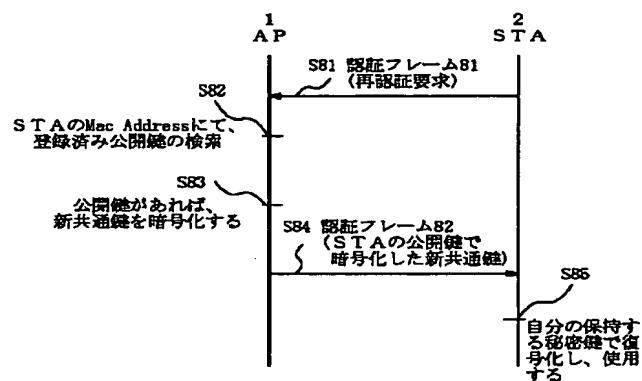 1
AP
2
STA
S81 認証フレーム81
(再認証要求)
S82
STAのMac Addressにて、
登録済み公開鍵の検索
S83
公開鍵があれば、
新共通鍵を暗号化する
S84 認証フレーム82
(STAの公開鍵で
暗号化した新共通鍵)
S85
自分の保持す
る秘密鍵で復
号化し、使用
する